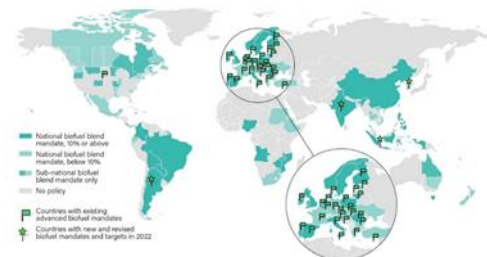 National biofuel blend
mandate, 10% or above
National biofuel blend
mandate, below 10%
Sub-national biofuel
blend mandate only
No policy
Countries with existing
advanced biofuel mandates
Countries with new and revised
biofuel mandates and targets in 2022